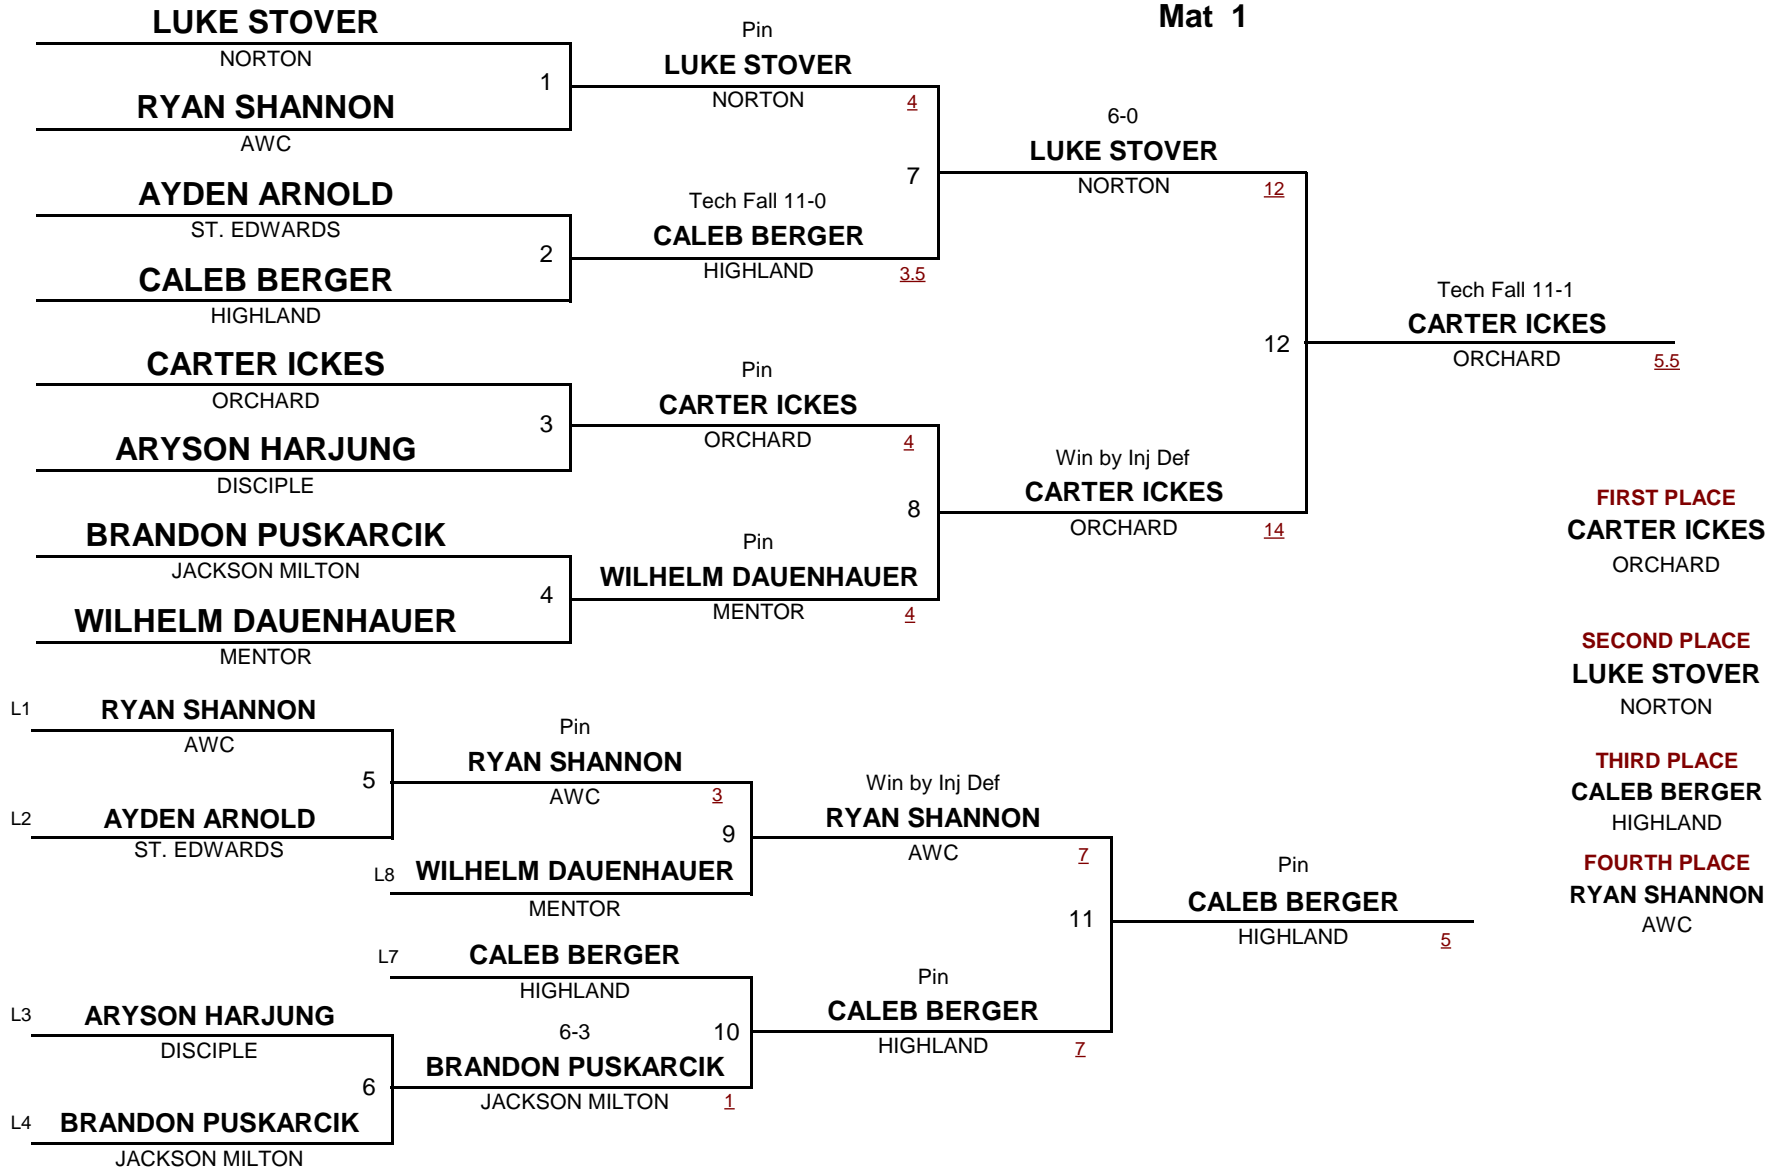 Mat 1
LUKE STOVER
NORTON
1
RYAN SHANNON
AWC
AYDEN ARNOLD
ST. EDWARDS
2
CALEB BERGER
HIGHLAND
CARTER ICKES
ORCHARD
3
ARYSON HARJUNG
DISCIPLE
BRANDON PUSKARCIK
JACKSON MILTON
4
WILHELM DAUENHAUER
MENTOR
Pin
LUKE STOVER
NORTON 4
7
Tech Fall 11-0
CALEB BERGER
HIGHLAND 3.5
Pin
CARTER ICKES
ORCHARD 4
8
Pin
WILHELM DAUENHAUER
MENTOR 4
6-0
LUKE STOVER
NORTON 12
12
Win by Inj Def
CARTER ICKES
ORCHARD 14
Tech Fall 11-1
CARTER ICKES
ORCHARD 5.5
L1 RYAN SHANNON
AWC
5
L2 AYDEN ARNOLD
ST. EDWARDS
L3 ARYSON HARJUNG
DISCIPLE
6
L4 BRANDON PUSKARCIK
JACKSON MILTON
Pin
RYAN SHANNON
AWC 3
9
L8 WILHELM DAUENHAUER
MENTOR
L7 CALEB BERGER
HIGHLAND
10
6-3
BRANDON PUSKARCIK
JACKSON MILTON 1
Win by Inj Def
RYAN SHANNON
AWC 7
11
Pin
CALEB BERGER
HIGHLAND 7
Pin
CALEB BERGER
HIGHLAND 5
FIRST PLACE
CARTER ICKES
ORCHARD
SECOND PLACE
LUKE STOVER
NORTON
THIRD PLACE
CALEB BERGER
HIGHLAND
FOURTH PLACE
RYAN SHANNON
AWC